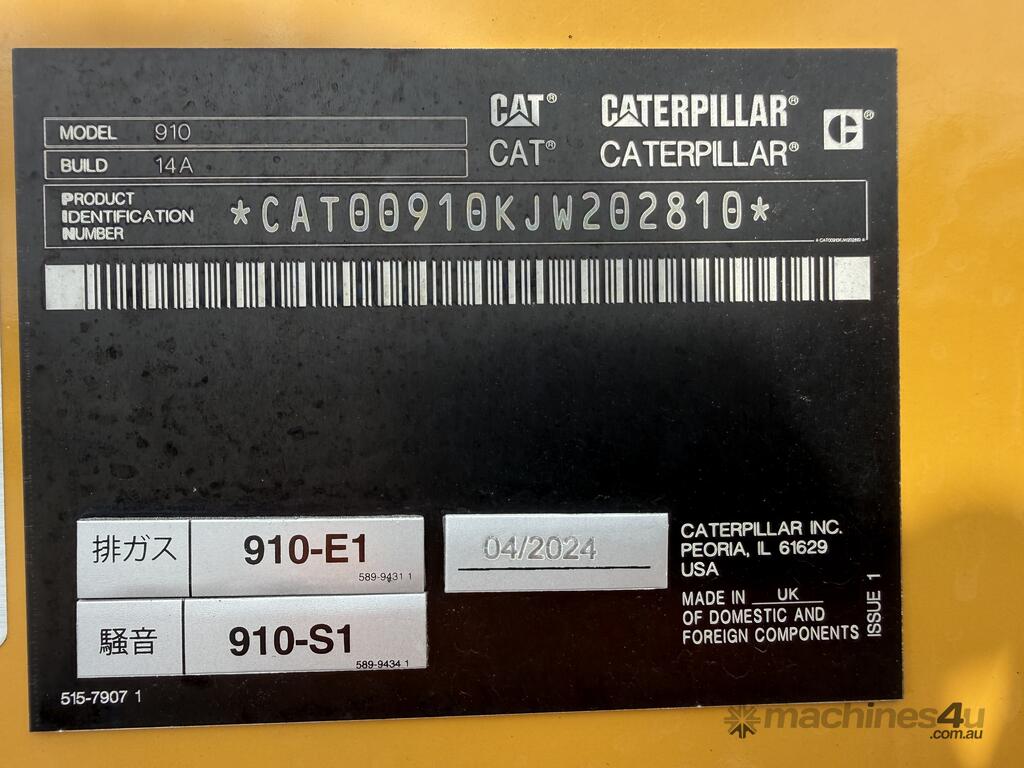 MODEL 910
BUILD 14A
CAT® CATERPILLAR®
CAT® CATERPILLAR®
C®
PRODUCT
IDENTIFICATION
NUMBER
*CAT00910KJW202810*
*CAT00910KJW202810*
排ガス 910-E1
589-9431 1
騒音 910-S1
589-9434 1
04/2024
CATERPILLAR INC.
PEORIA, IL 61629
USA
MADE IN UK
OF DOMESTIC AND
FOREIGN COMPONENTS
ISSUE 1
515-7907 1
machines4u
.com.au